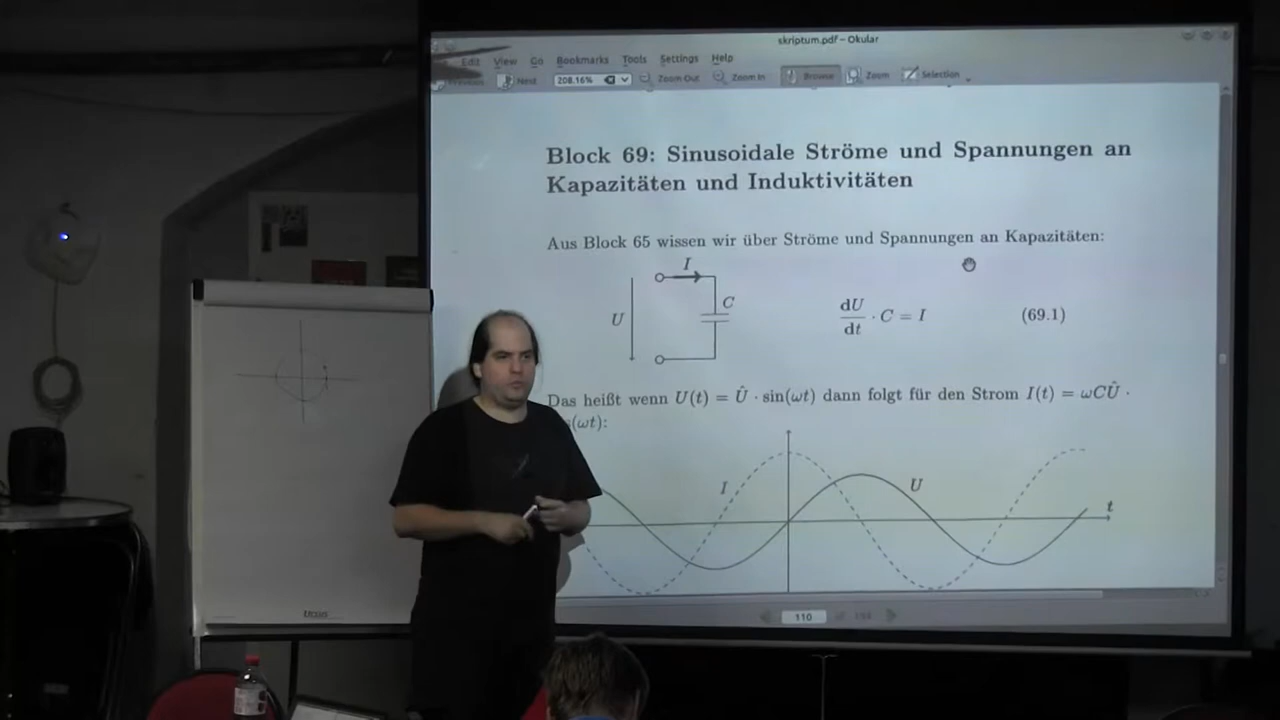 skriptum.pdf – Okular
Edit View Go Bookmarks Tools Settings Help
Previous Next 208.16% Zoom Out Zoom In Browse Zoom Selection
Block 69: Sinusoidale Ströme und Spannungen an
Kapazitäten und Induktivitäten
Aus Block 65 wissen wir über Ströme und Spannungen an Kapazitäten:
I
U
C
dU/dt · C = I (69.1)
Das heißt wenn U(t) = Û · sin(ωt) dann folgt für den Strom I(t) = ωCÛ ·
(ωt):
I
U
t
110